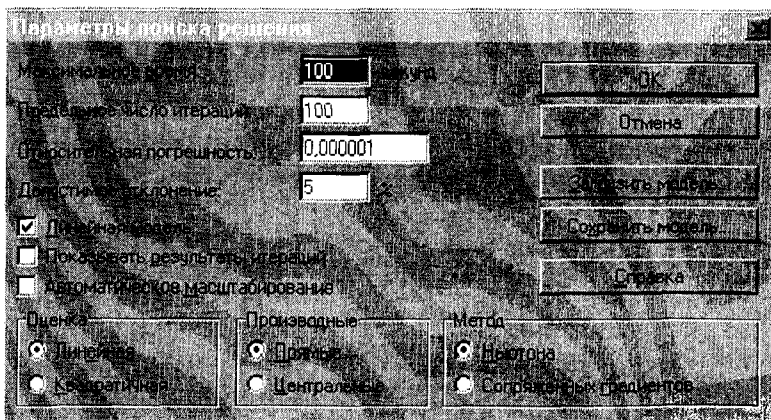 Параметры поиска решения
Максимальное время: 100 секунд
Предельное число итераций: 100
Относительная погрешность: 0,000001
Допустимое отклонение: 5 %
Линейная модель
Показывать результаты итераций
Автоматическое масштабирование
OK
Отмена
Загрузить модель...
Сохранить модель...
Справка
Оценка
Линейная
Квадратичная
Производные
Прямые
Центральные
Метод
Ньютона
Сопряженных градиентов